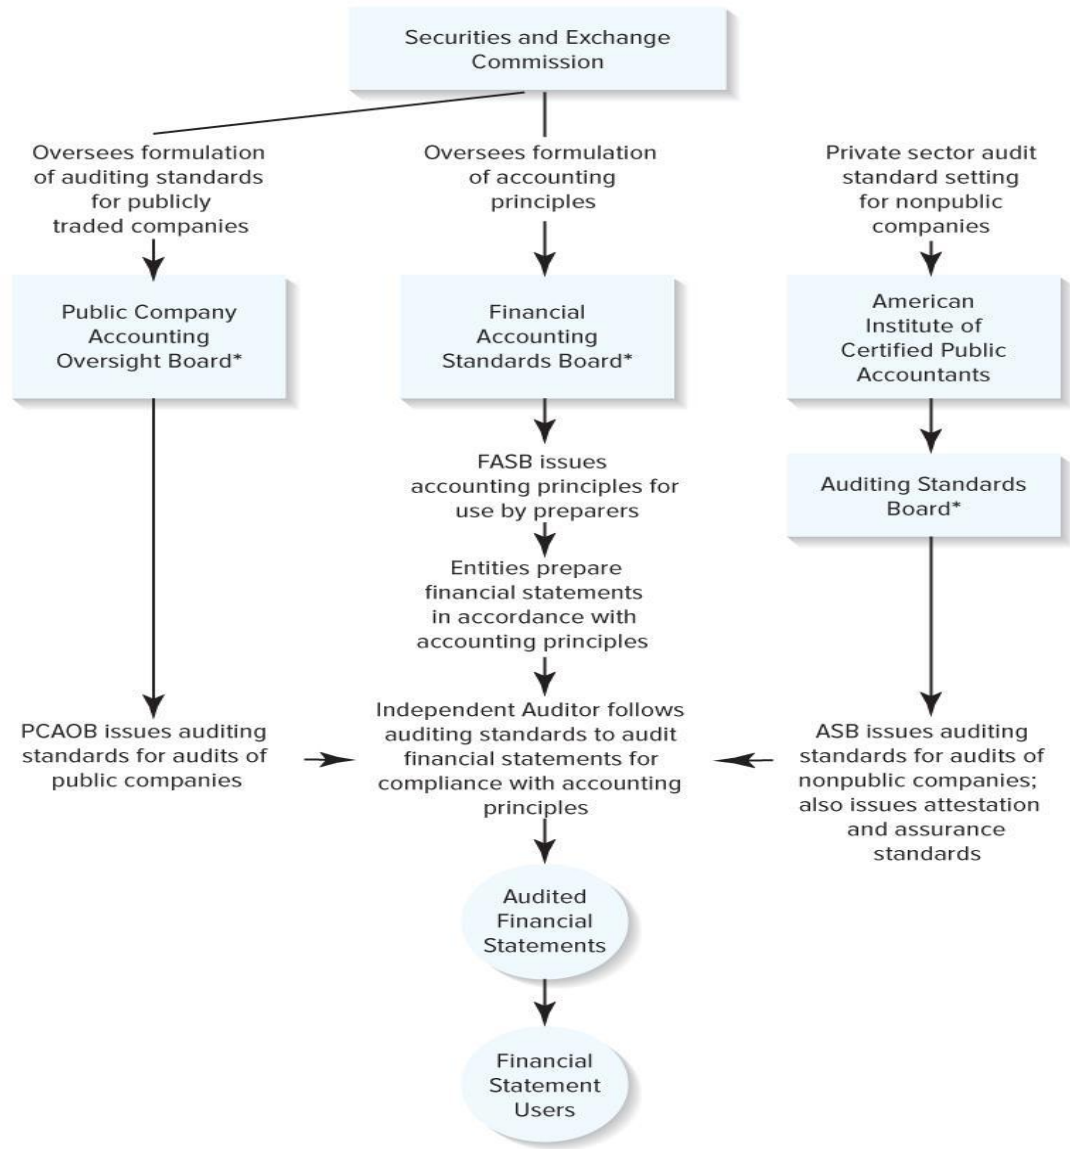 Securities and Exchange
Commission
Oversees formulation
of auditing standards
for publicly
traded companies
Oversees formulation
of accounting
principles
Private sector audit
standard setting
for nonpublic
companies
Public Company
Accounting
Oversight Board*
Financial
Accounting
Standards Board*
American
Institute of
Certified Public
Accountants
FASB issues
accounting principles for
use by preparers
Auditing Standards
Board*
Entities prepare
financial statements
in accordance with
accounting principles
PCAOB issues auditing
standards for audits of
public companies
Independent Auditor follows
auditing standards to audit
financial statements for
compliance with accounting
principles
ASB issues auditing
standards for audits of
nonpublic companies;
also issues attestation
and assurance
standards
Audited
Financial
Statements
Financial
Statement
Users